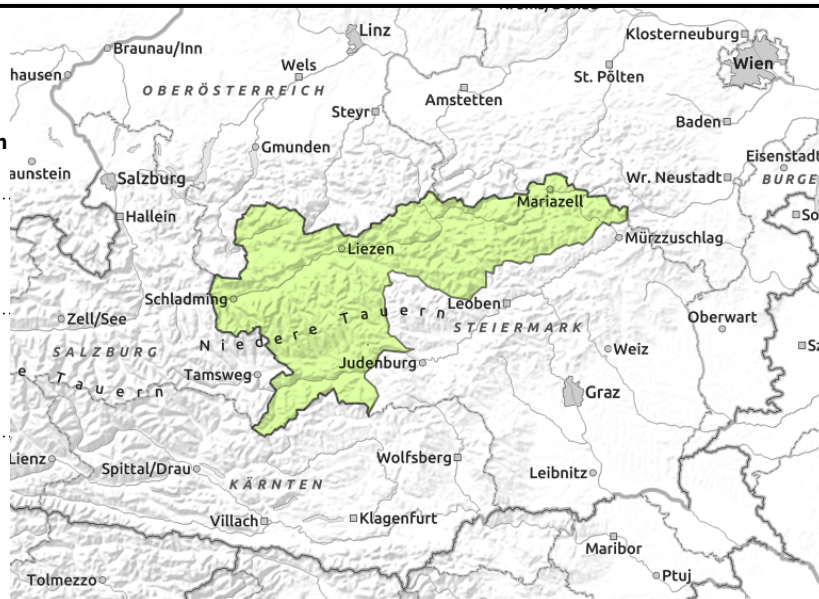 Linz
Klosterneuburg
Braunau/Inn
Wels
Wien
hausen
St. Pölten
OBERÖSTERREICH
Amstetten
Steyr
Baden
Gmunden
Eisenstadt
aunstein
Salzburg
Wr. Neustadt
BURGE
Mariazell
Hallein
So
Mürzzuschlag
Liezen
Schladming
Leoben
Zell/See
Niedere Tauern
STEIERMARK
Oberwart
SALZBURG
Weiz
Sz
Judenburg
Tamsweg
e Tauern
Graz
Lienz
Spittal/Drau
Wolfsberg
Leibnitz
KÄRNTEN
Villach
Klagenfurt
Maribor
Tolmezzo
Ptuj